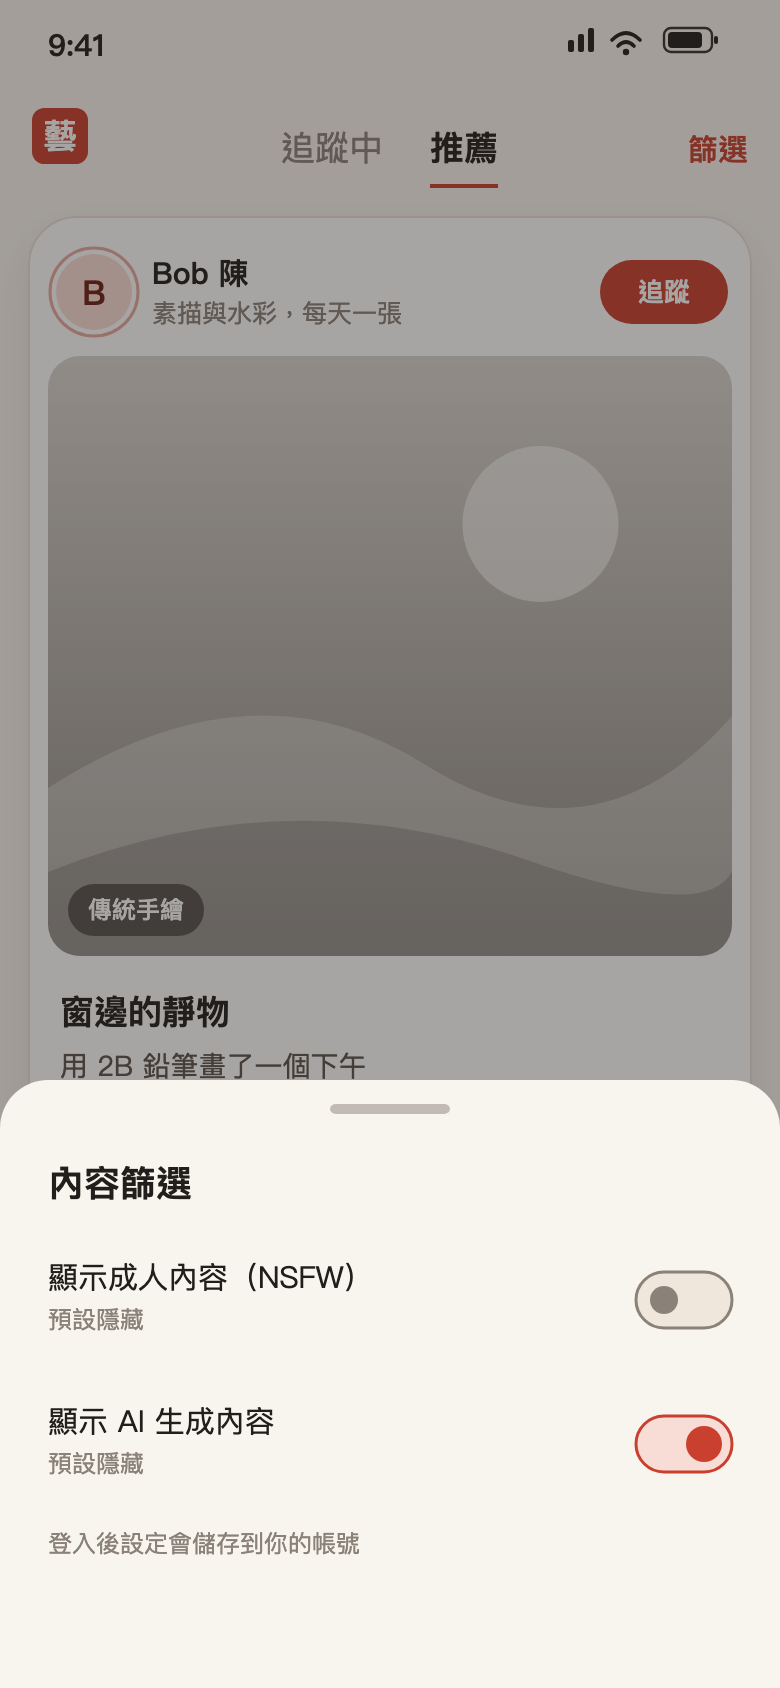 9:41
藝
追蹤中
推薦
篩選
B
Bob 陳
素描與水彩，每天一張
追蹤
傳統手繪
窗邊的靜物
用 2B 鉛筆畫了一個下午
內容篩選
顯示成人內容（NSFW）
預設隱藏
顯示 AI 生成內容
預設隱藏
登入後設定會儲存到你的帳號